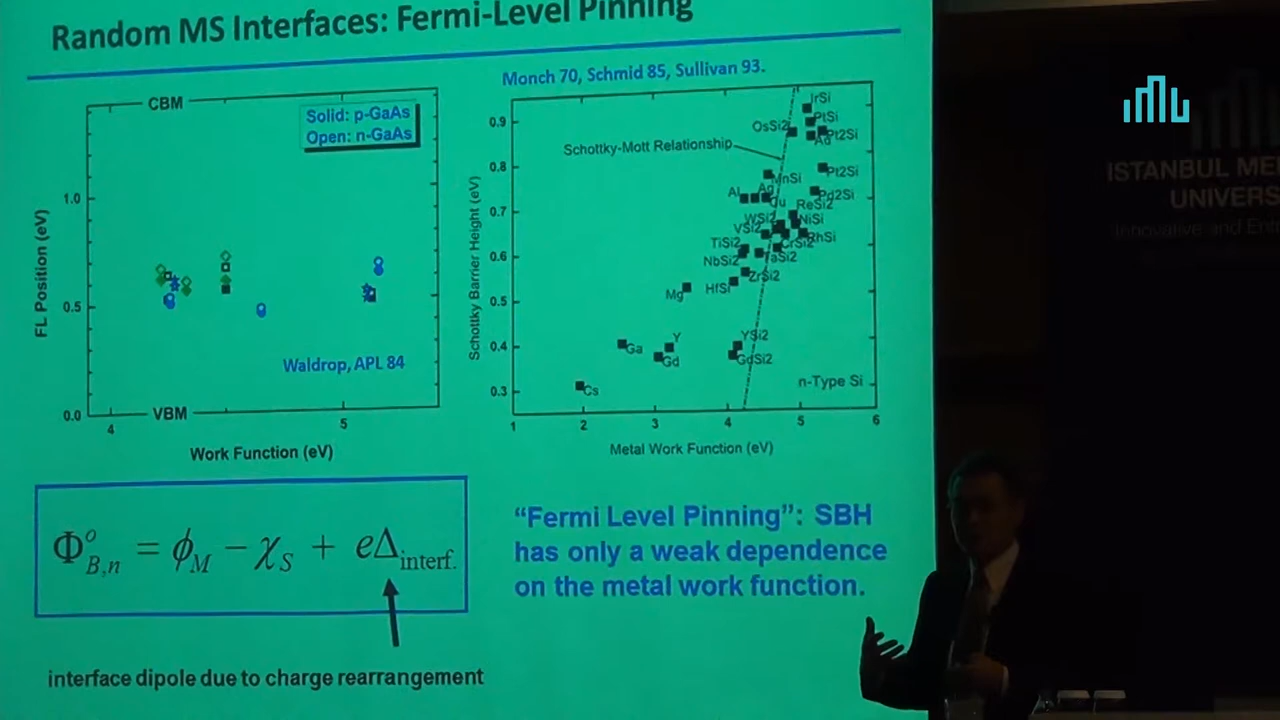 Random MS Interfaces: Fermi-Level Pinning
CBM
Solid: p-GaAs
Open: n-GaAs
FL Position (eV)
1.0
0.5
0.0
Waldrop, APL 84
VBM
4
5
Work Function (eV)
Monch 70, Schmid 85, Sullivan 93.
Schottky Barrier Height (eV)
0.9
0.8
0.7
0.6
0.5
0.4
0.3
Schottky-Mott Relationship
IrSi
PtSi
OsSi2
Pt2Si
Au
Pt2Si
MnSi
Al
Ag
Pd2Si
Cu
ReSi2
WSi2
NiSi
VSi2
RhSi
TiSi2
CrSi2
NbSi2
TaSi2
ZrSi2
Mg
HfSi
YSi2
Y
Ga
Gd
GdSi2
n-Type Si
Cs
1
2
3
4
5
6
Metal Work Function (eV)
Φ°B,n = ϕM − χS + eΔinterf.
interface dipole due to charge rearrangement
“Fermi Level Pinning”: SBH
has only a weak dependence
on the metal work function.
ISTANBUL ME
UNIVERS